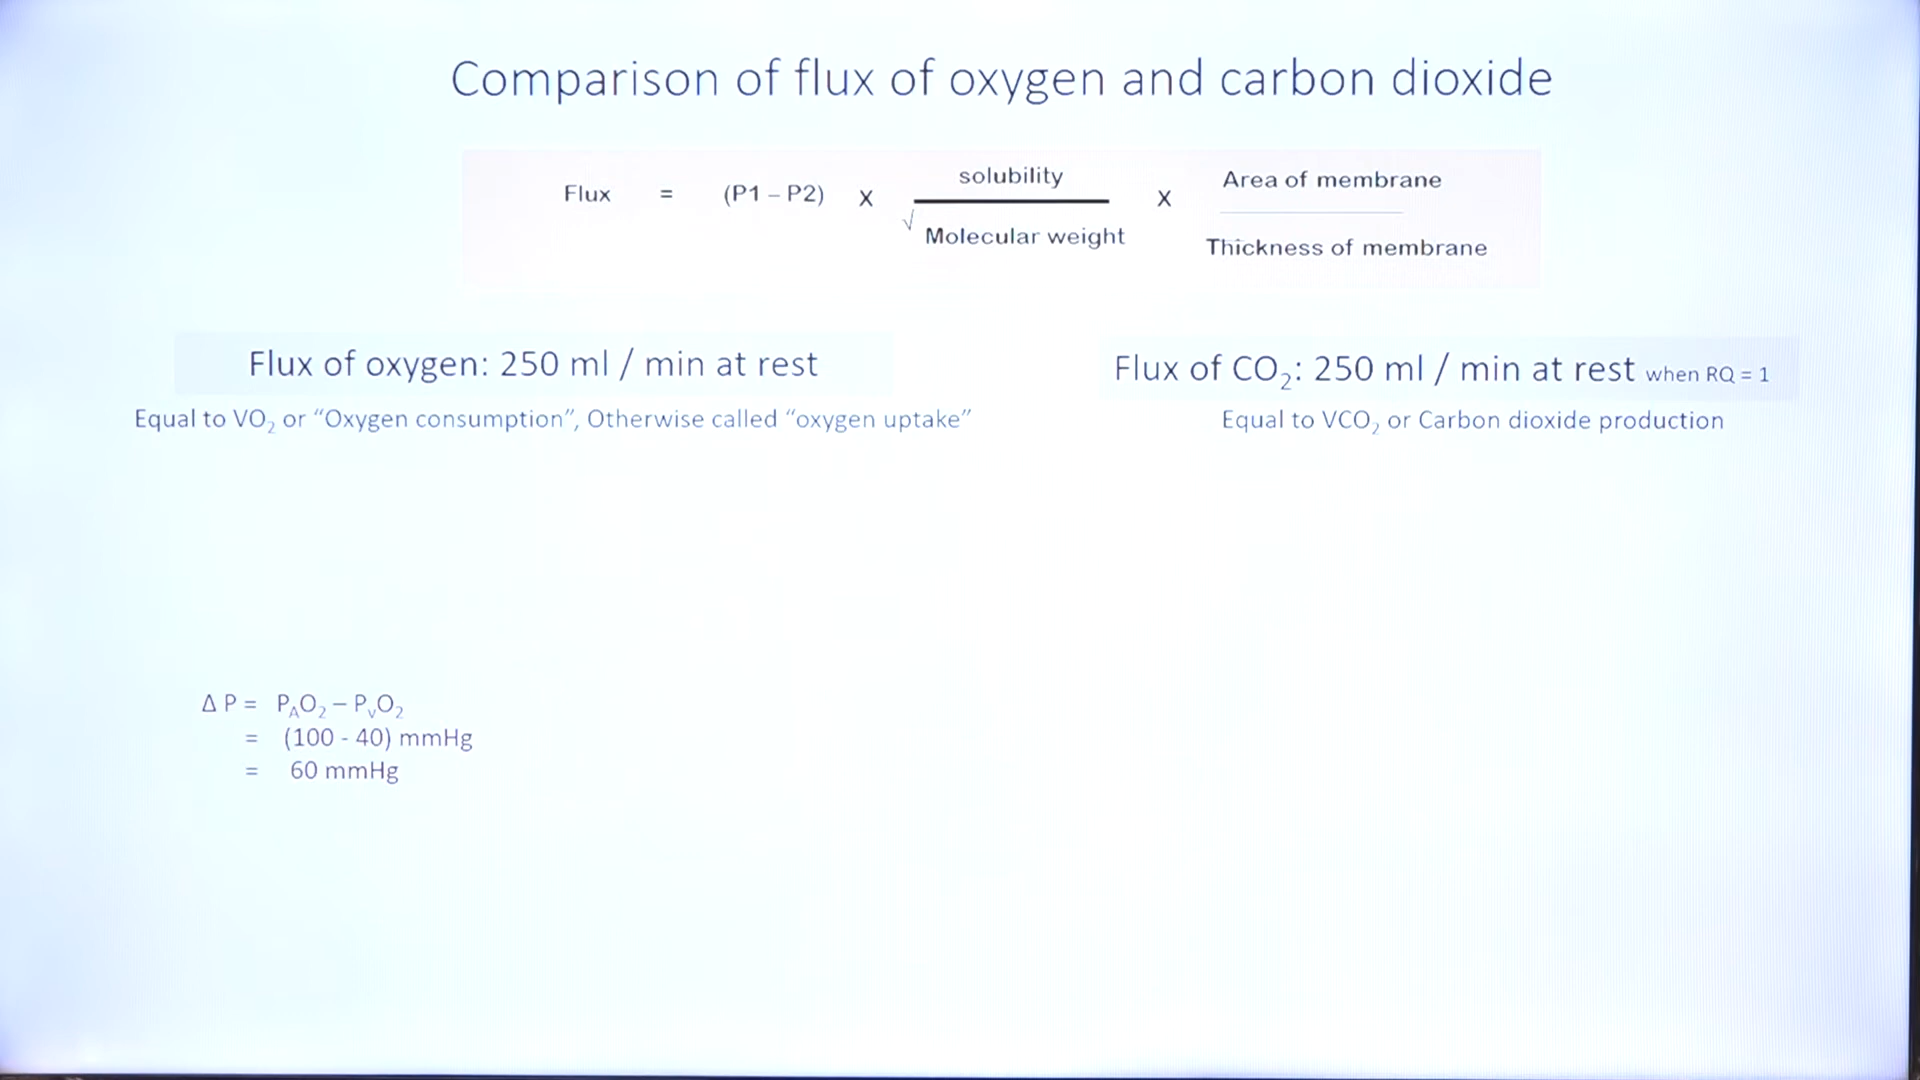 Comparison of flux of oxygen and carbon dioxide
Flux = (P1 – P2) X solubility / √ Molecular weight X Area of membrane / Thickness of membrane
Flux of oxygen: 250 ml / min at rest
Equal to VO₂ or “Oxygen consumption”, Otherwise called “oxygen uptake”
Flux of CO₂: 250 ml / min at rest when RQ = 1
Equal to VCO₂ or Carbon dioxide production
Δ P = PAO₂ – PvO₂
= (100 - 40) mmHg
= 60 mmHg